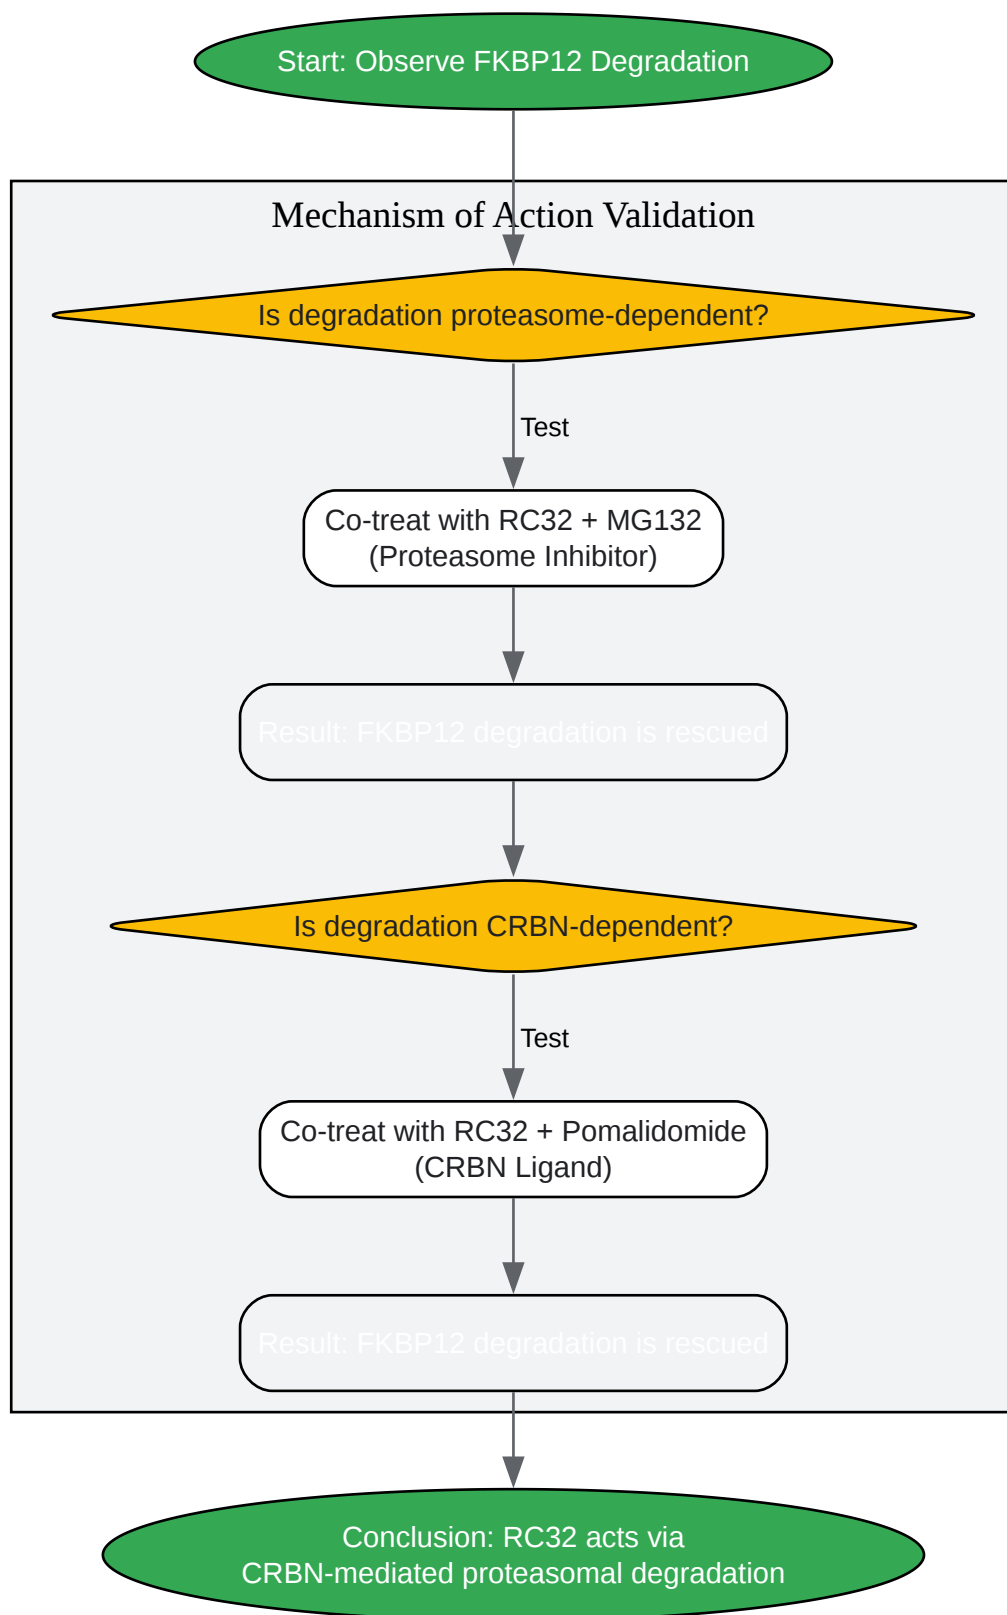 Start: Observe FKBP12 Degradation
Mechanism of Action Validation
Is degradation proteasome-dependent?
Test
Co-treat with RC32 + MG132
(Proteasome Inhibitor)
Result: FKBP12 degradation is rescued
Is degradation CRBN-dependent?
Test
Co-treat with RC32 + Pomalidomide
(CRBN Ligand)
Result: FKBP12 degradation is rescued
Conclusion: RC32 acts via
CRBN-mediated proteasomal degradation